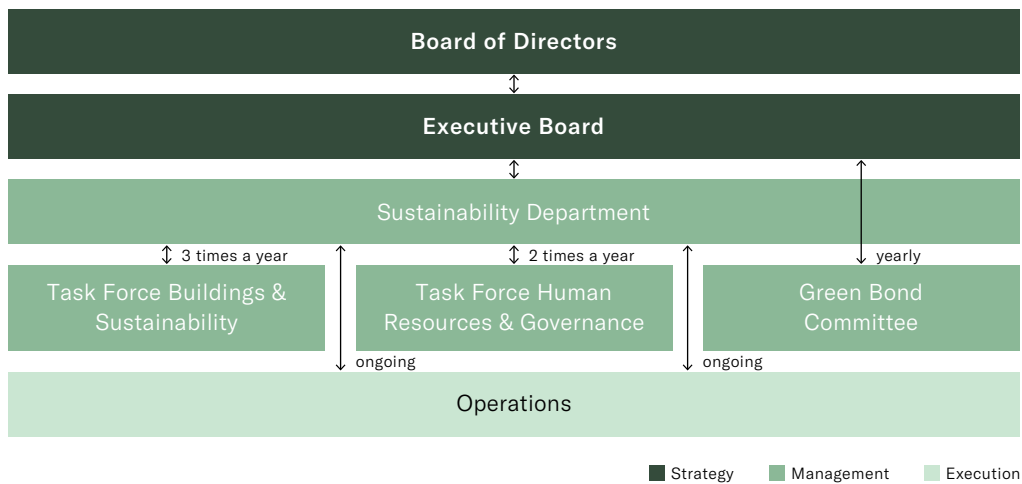 Board of Directors
Executive Board
Sustainability Department
3 times a year
2 times a year
yearly
Task Force Buildings &
Sustainability
Task Force Human
Resources & Governance
Green Bond
Committee
ongoing
ongoing
Operations
Strategy
Management
Execution